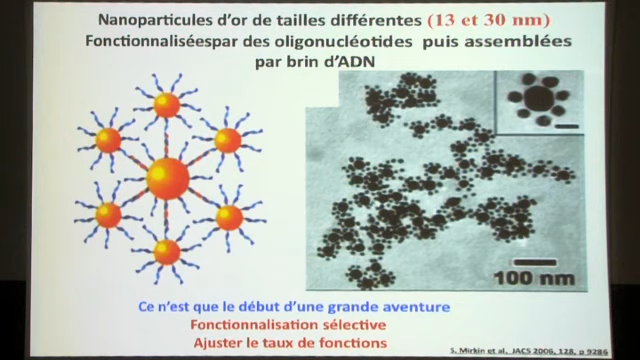 Nanoparticules d'or de tailles différentes (13 et 30 nm)
Fonctionnaliséespar des oligonucléotides puis assemblées
par brin d'ADN
100 nm
Ce n'est que le début d'une grande aventure
Fonctionnalisation sélective
Ajuster le taux de fonctions
S. Mirkin et al, JACS 2006, 128, p 9286